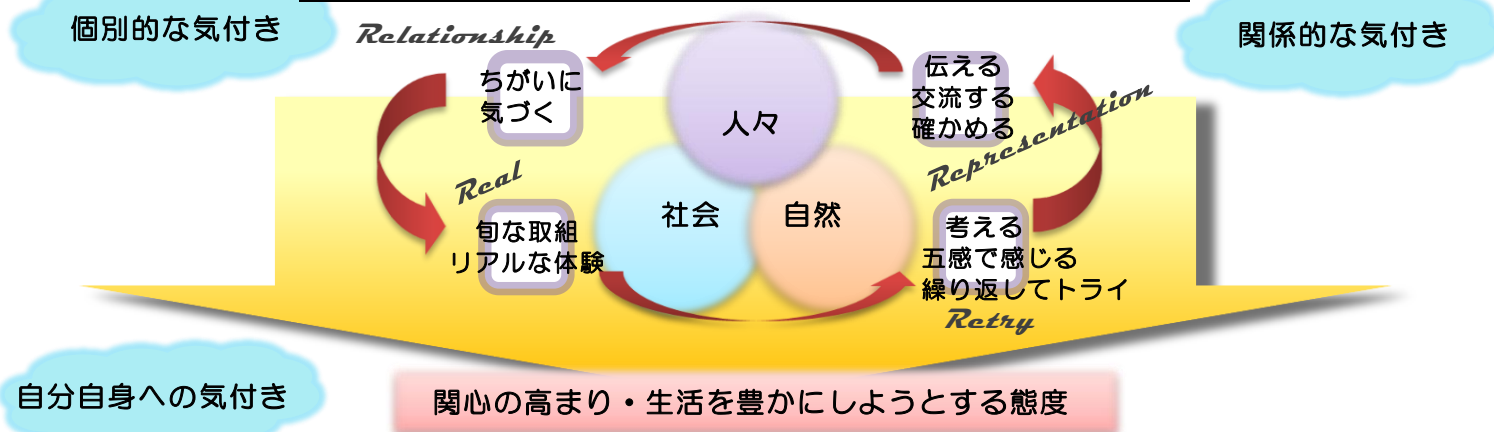 個別的な気付き
関係的な気付き
Relationship
ちがいに
気づく
人々
伝える
交流する
確かめる
Representation
Real
社会
自然
旬な取組
リアルな体験
考える
五感で感じる
繰り返してトライ
Retry
自分自身への気付き
関心の高まり・生活を豊かにしようとする態度